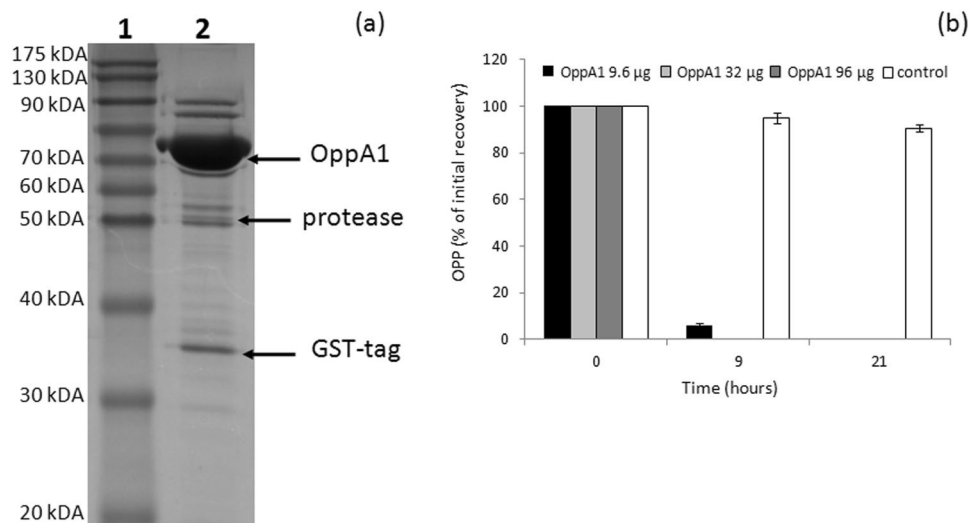 (a)
1 2
175 kDA
130 kDA
90 kDA
70 kDA
60 kDA
50 kDA
40 kDA
30 kDA
20 kDA
OppA1
protease
GST-tag
(b)
OppA1 9.6 µg OppA1 32 µg OppA1 96 µg control
OPP (% of initial recovery)
120
100
80
60
40
20
0
0 9 21
Time (hours)